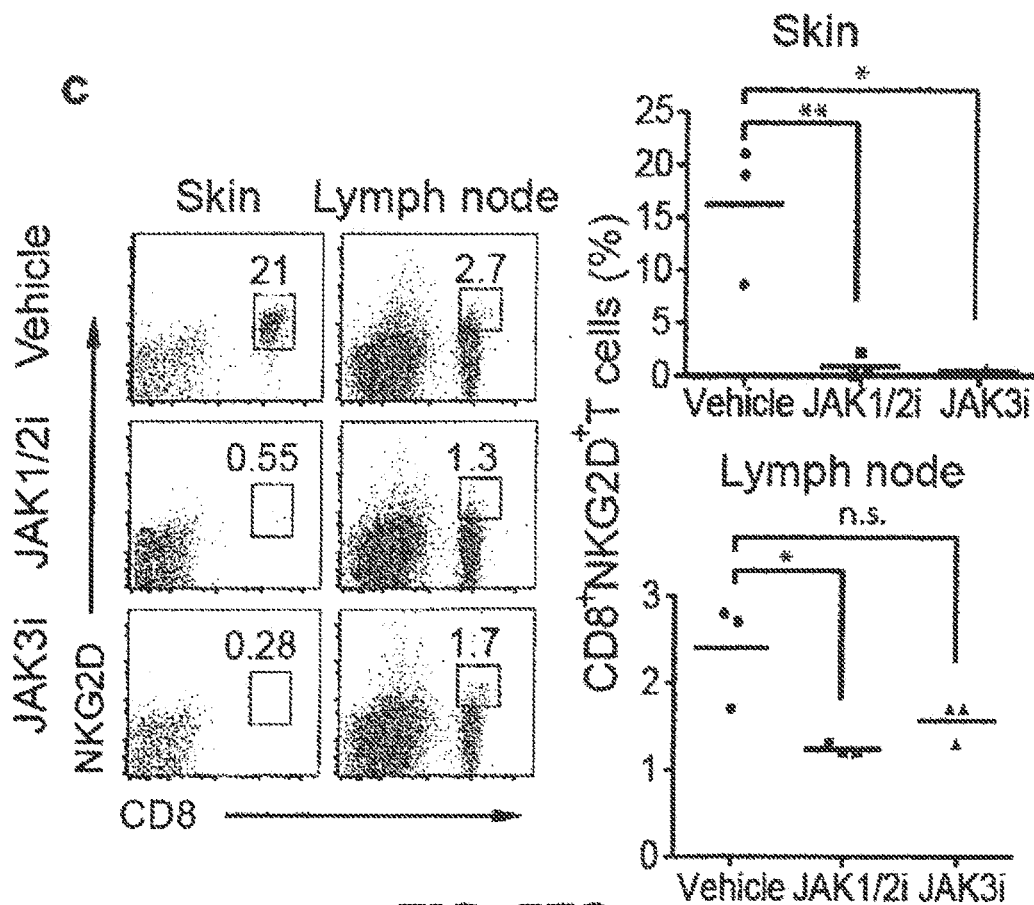 c
Skin Lymph node
Vehicle
21
2.7
JAK1/2i
0.55
1.3
JAK3i
0.28
1.7
NKG2D
CD8
Skin
*
**
25
20
15
10
5
0
Vehicle JAK1/2i JAK3i
CD8+NKG2D+T cells (%)
Lymph node
n.s.
*
3
2
1
0
Vehicle JAK1/2i JAK3i